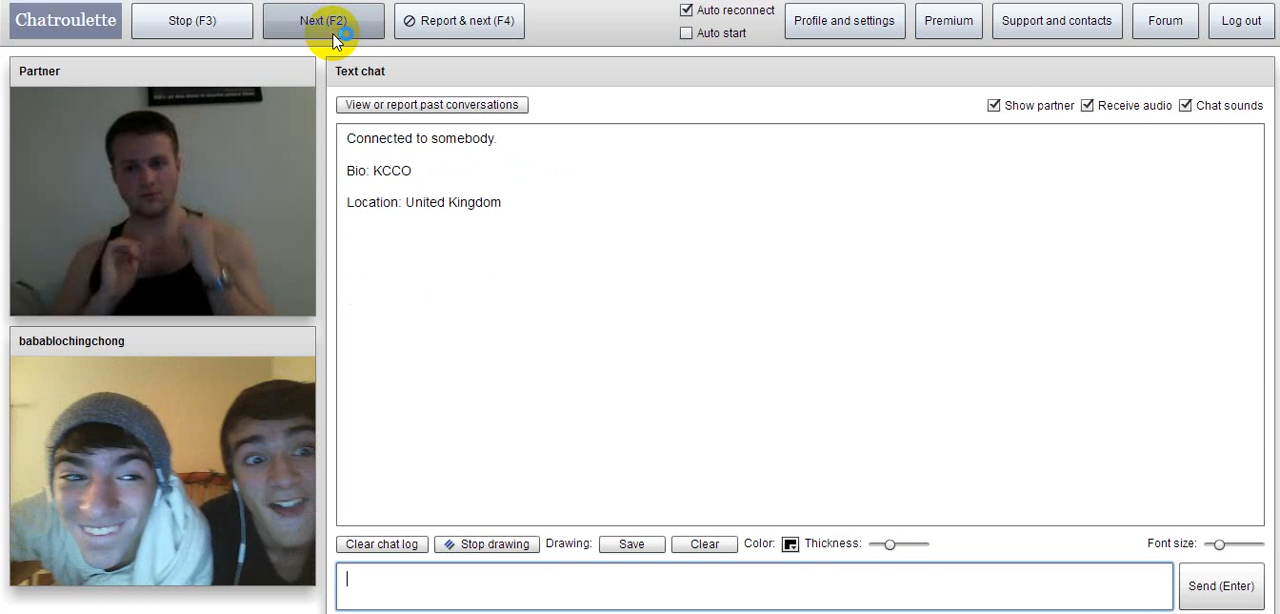 Chatroulette
Stop (F3)
Next (F2)
Report & next (F4)
Auto reconnect
Auto start
Profile and settings
Premium
Support and contacts
Forum
Log out
Partner
Text chat
View or report past conversations
Show partner
Receive audio
Chat sounds
Connected to somebody.
Bio: KCCO
Location: United Kingdom
babablochingchong
Clear chat log
Stop drawing
Drawing:
Save
Clear
Color:
Thickness:
Font size:
Send (Enter)